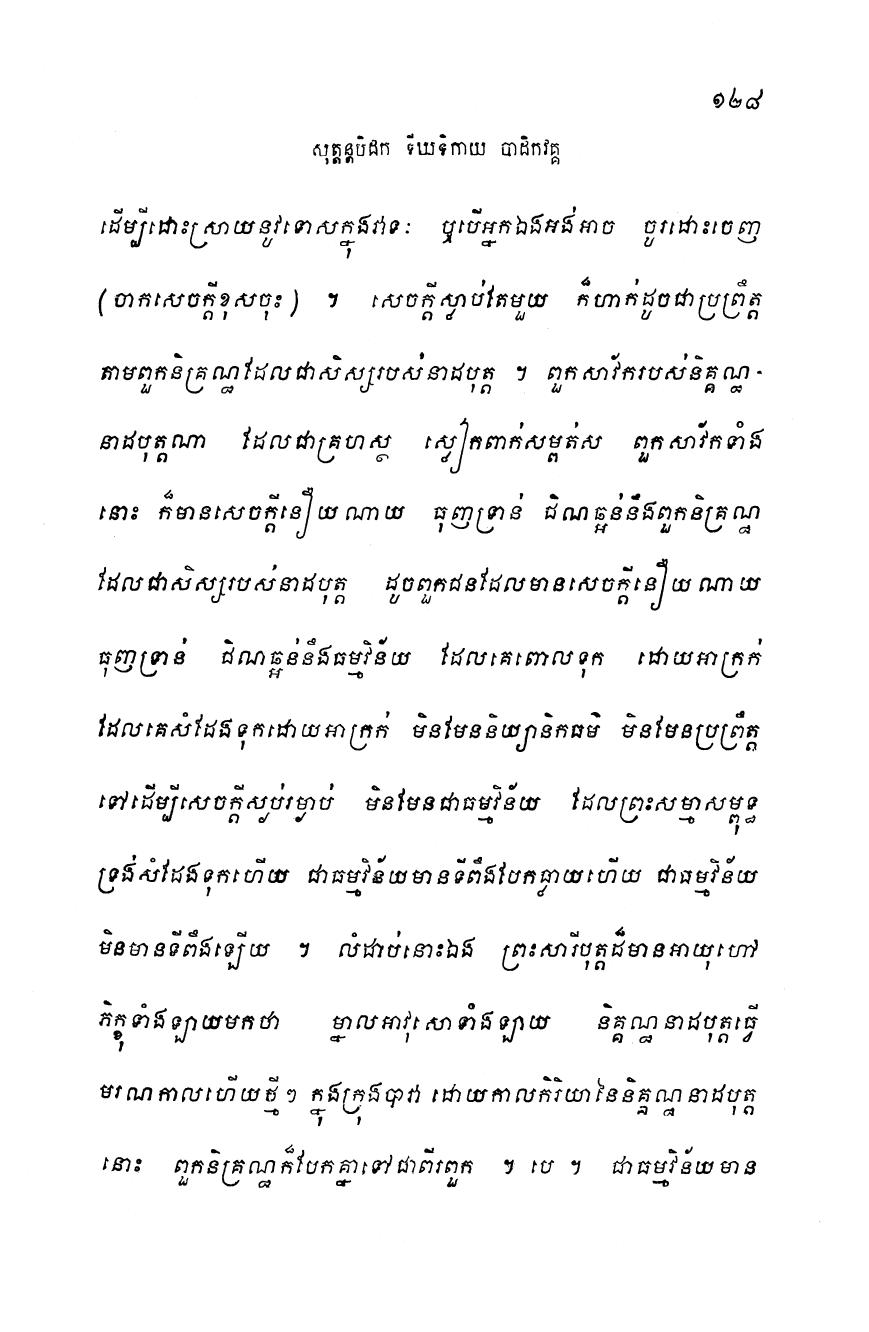 ១២៨
សុត្តន្តបិដក ទីឃនិកាយ បាដិកវគ្គ
ដើម្បីដោះស្រាយនូវទោសក្នុងវាទៈ ឬបើអ្នកឯងអង់អាច ចូរដោះចេញ
(ចាកសេចក្តីខុសចុះ) ។ សេចក្តីស្លាប់តែមួយ ក៏ហាក់ដូចជាប្រព្រឹត្ត
តាមពួកនិគ្រណ្ឋដែលជាសិស្សរបស់នាដបុត្ត ។ ពួកសាវ័ករបស់និគ្គណ្ឋ-
នាដបុត្តណា ដែលជាគ្រហស្ថ ស្លៀកពាក់សម្ពត់ស ពួកសាវ័កទាំង
នោះ ក៏មានសេចក្តីនឿយណាយ ធុញទ្រាន់ ជិណឆ្អន់នឹងពួកនិគ្រណ្ឋ
ដែលជាសិស្សរបស់នាដបុត្ត ដូចពួកជនដែលមានសេចក្តីនឿយណាយ
ធុញទ្រាន់ ជិណឆ្អន់នឹងធម្មវិន័យ ដែលគេពោលទុក ដោយអាក្រក់
ដែលគេសំដែងទុកដោយអាក្រក់ មិនមែននិយ្យានិកធម៌ មិនមែនប្រព្រឹត្ត
ទៅដើម្បីសេចក្តីស្ងប់រម្ងាប់ មិនមែនជាធម្មវិន័យ ដែលព្រះសម្មាសម្ពុទ្ធ
ទ្រង់សំដែងទុកហើយ ជាធម្មវិន័យមានទីពឹងបែកធ្លាយហើយ ជាធម្មវិន័យ
មិនមានទីពឹងឡើយ ។ លំដាប់នោះឯង ព្រះសារីបុត្តដ៏មានអាយុហៅ
ភិក្ខុទាំងឡាយមកថា ម្នាលអាវុសោទាំងឡាយ និគ្គណ្ឋនាដបុត្តធ្វើ
មរណកាលហើយថ្មីៗ ក្នុងក្រុងបាវា ដោយកាលកិរិយានៃនិគ្គណ្ឋនាដបុត្ត
នោះ ពួកនិគ្រណ្ឋក៏បែកគ្នាទៅជាពីរពួក ។ បេ ។ ជាធម្មវិន័យមាន